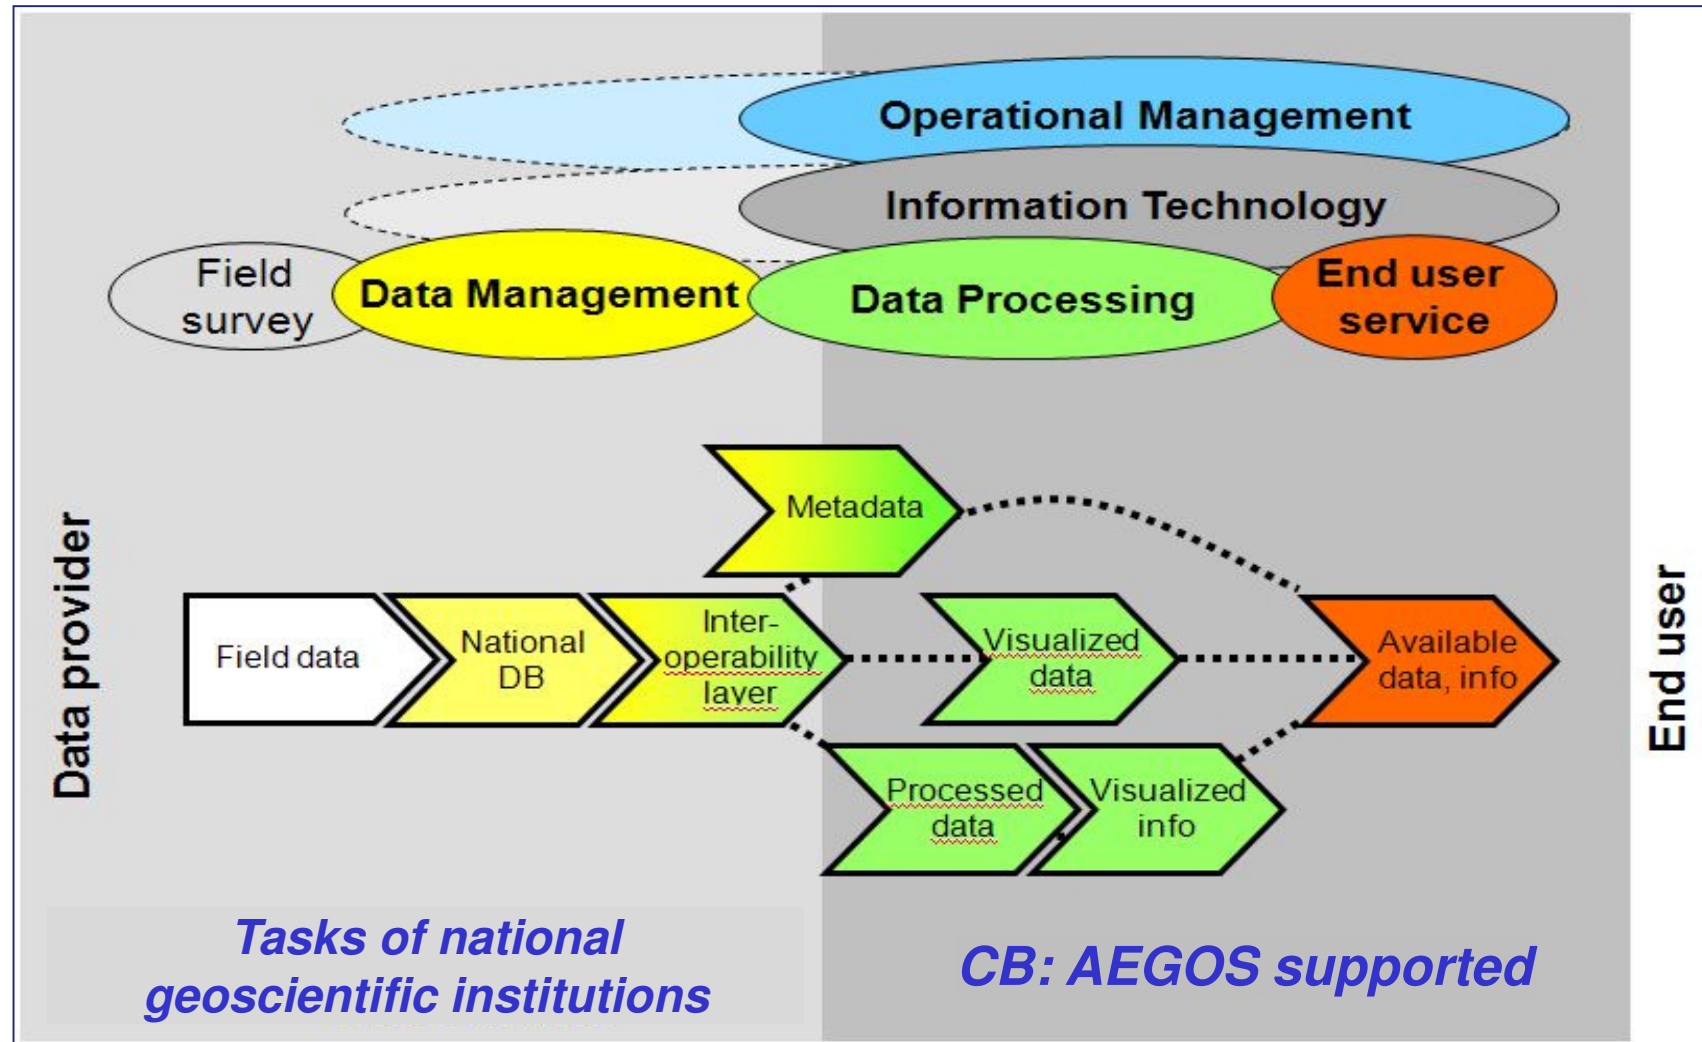 Operational Management
Information Technology
Field
survey
Data Management
Data Processing
End user
service
Data provider
Metadata
Field data
National
DB
Inter-
operability
layer
Visualized
data
Available
data, info
Processed
data
Visualized
info
End user
Tasks of national
geoscientific institutions
CB: AEGOS supported